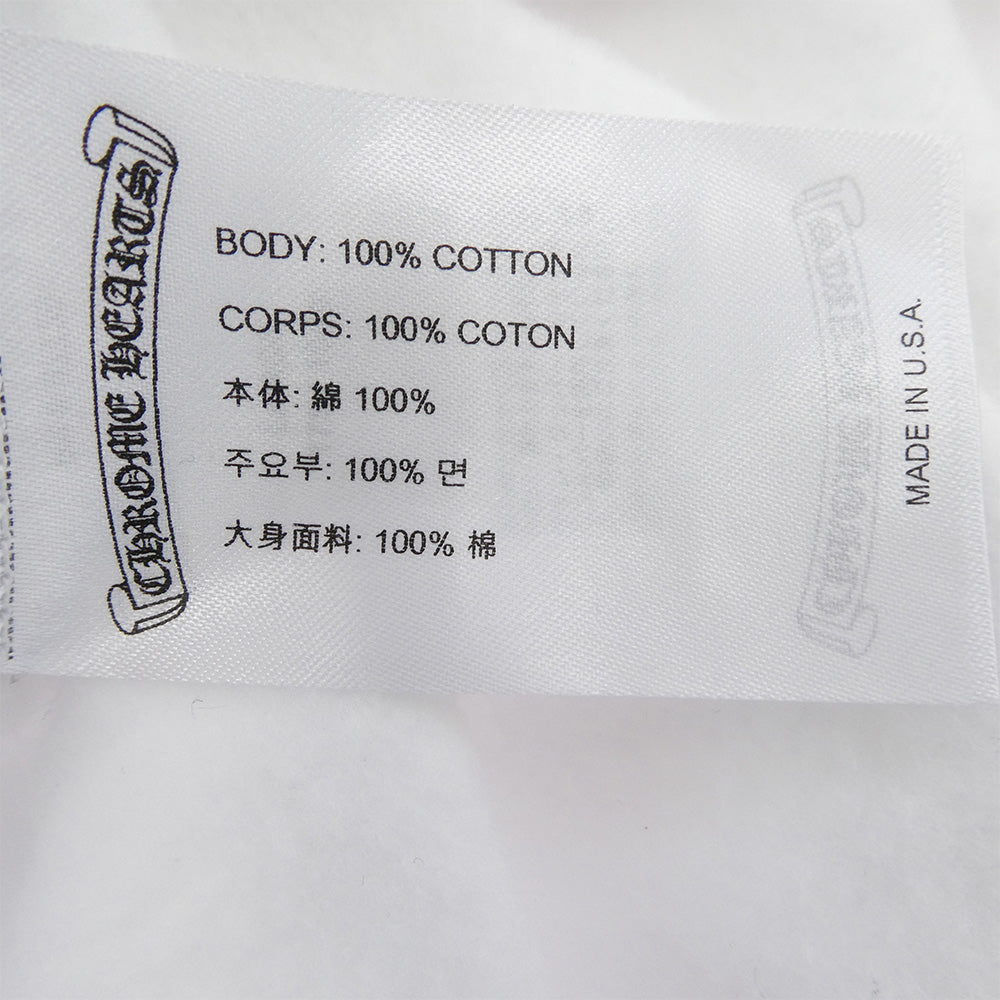 CHROME HEARTS
BODY: 100% COTTON
CORPS: 100% COTON
本体: 綿 100%
주요부: 100% 면
大身面料: 100% 棉
MADE IN U.S.A.